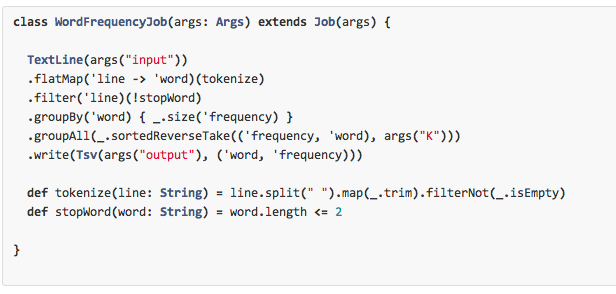 class WordFrequencyJob(args: Args) extends Job(args) {
TextLine(args("input"))
.flatMap('line -> 'word)(tokenize)
.filter('line)(!stopWord)
.groupBy('word) { _.size('frequency) }
.groupAll(_.sortedReverseTake(('frequency, 'word), args("K")))
.write(Tsv(args("output"), ('word, 'frequency)))
def tokenize(line: String) = line.split(" ").map(_.trim).filterNot(_.isEmpty)
def stopWord(word: String) = word.length <= 2
}